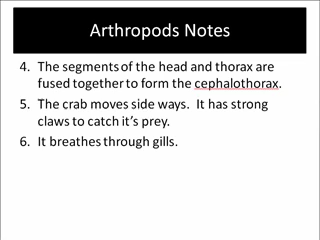 Arthropods Notes
4. The segments of the head and thorax are
fused together to form the cephalothorax.
5. The crab moves side ways. It has strong
claws to catch it's prey.
6. It breathes through gills.